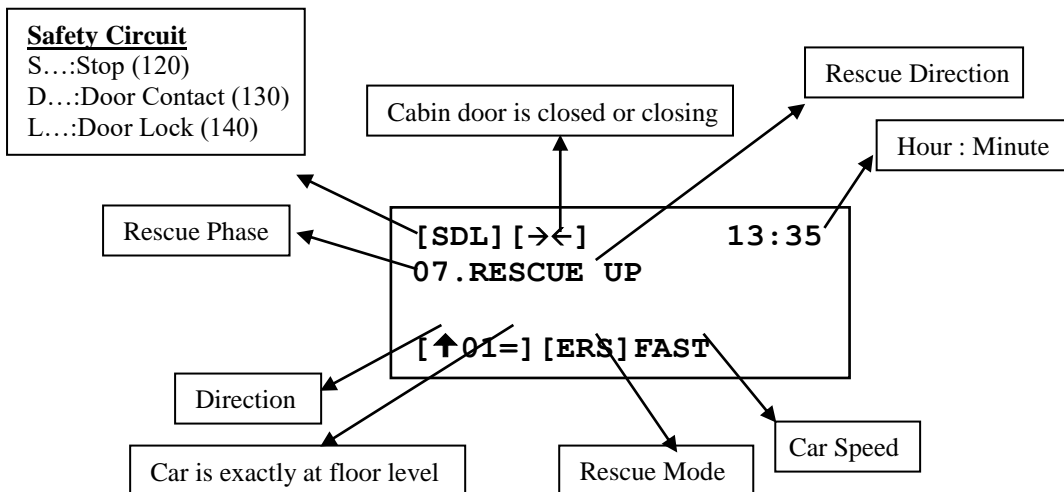 Safety Circuit
S…:Stop (120)
D…:Door Contact (130)
L…:Door Lock (140)
Rescue Direction
Cabin door is closed or closing
Hour : Minute
Rescue Phase
[SDL][→←] 13:35
07.RESCUE UP
[↑01=][ERS]FAST
Direction
Car Speed
Car is exactly at floor level
Rescue Mode